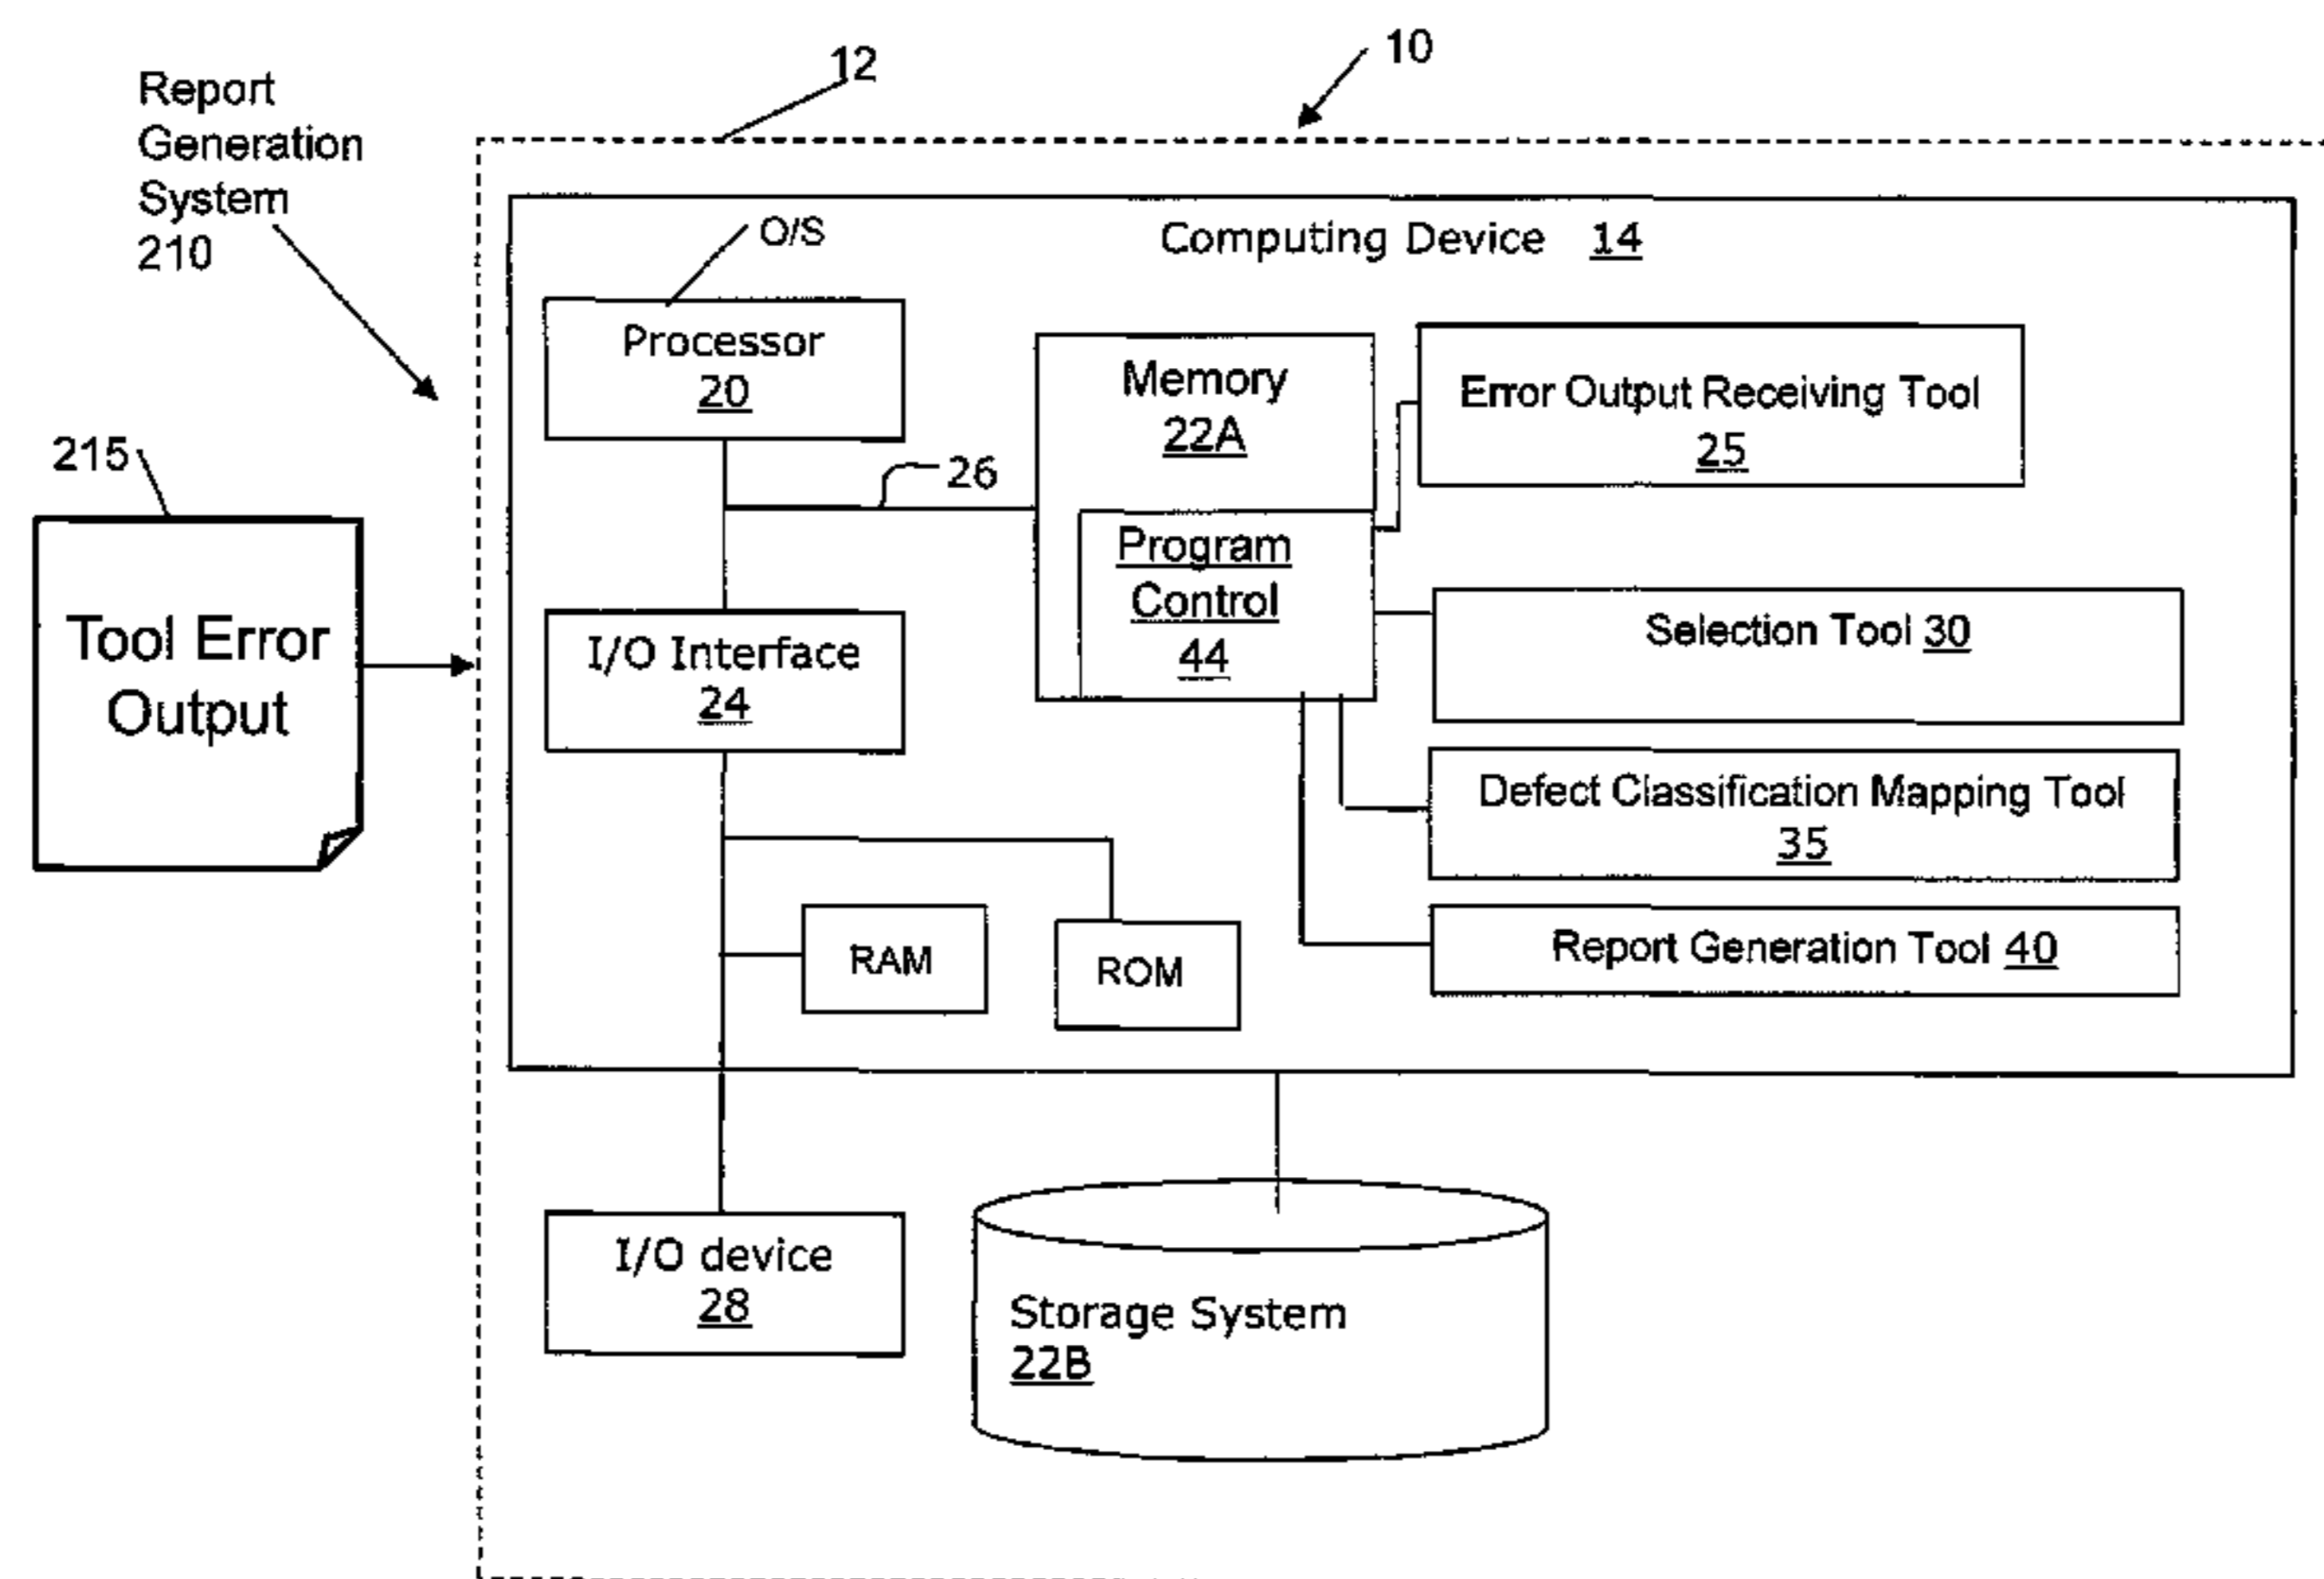 Report
Generation
System
210
12
10
O/S
Computing Device 14
Processor
20
Memory
22A
Error Output Receiving Tool
25
215
26
Tool Error
Output
Program
Control
44
I/O Interface
24
Selection Tool 30
Defect Classification Mapping Tool
35
RAM
ROM
Report Generation Tool 40
I/O device
28
Storage System
22B